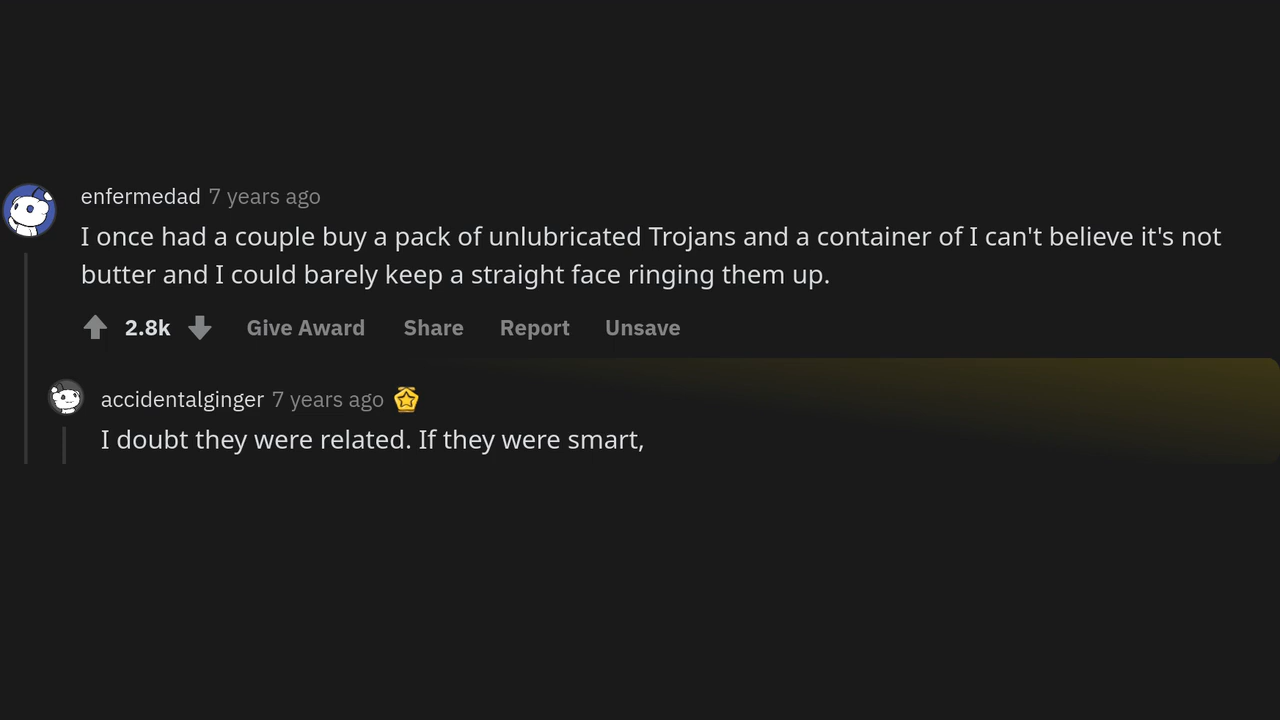 enfermedad 7 years ago
I once had a couple buy a pack of unlubricated Trojans and a container of I can't believe it's not
butter and I could barely keep a straight face ringing them up.
2.8k Give Award Share Report Unsave
accidentalginger 7 years ago
I doubt they were related. If they were smart,